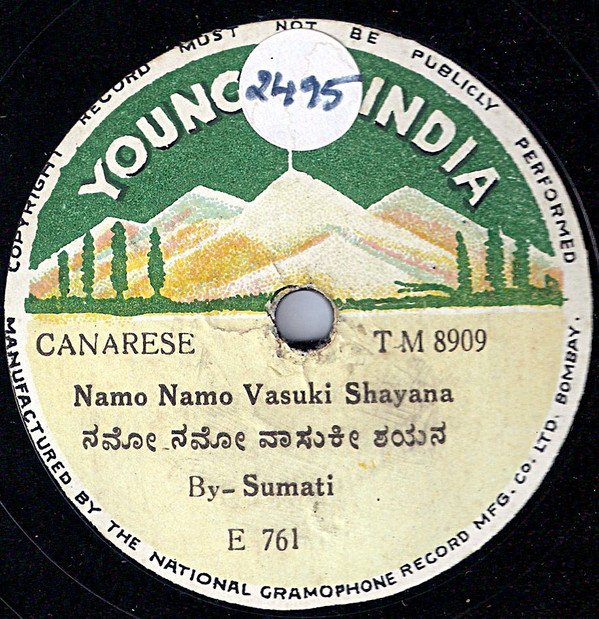 COPYRIGHT RECORD MUST NOT BE PUBLICLY PERFORMED
YOUNG INDIA
2495
CANARESE T-M 8909
Namo Namo Vasuki Shayana
ನಮೋ ನಮೋ ವಾಸುಕೀ ಶಯನ
By- Sumati
E 761
MANUFACTURED BY THE NATIONAL GRAMOPHONE RECORD MFG. Co. LTD. BOMBAY.